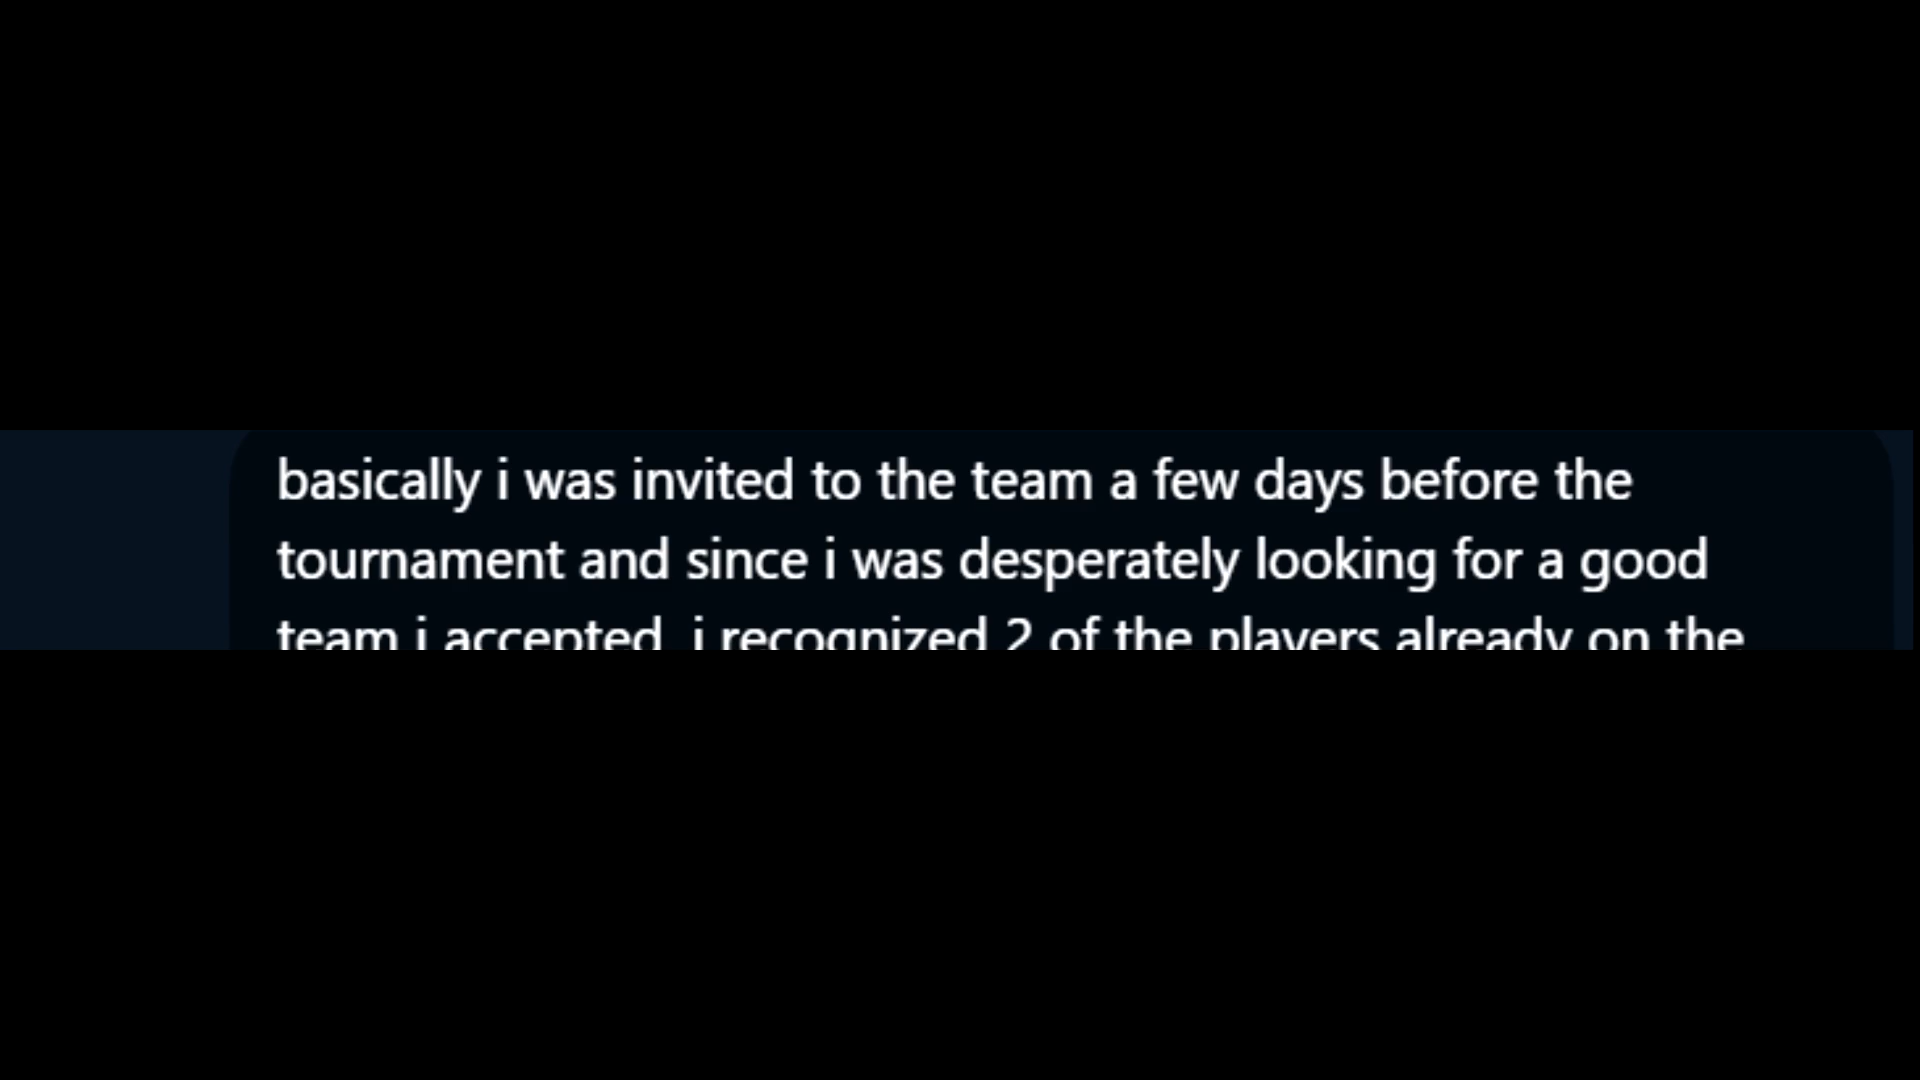 basically i was invited to the team a few days before the
tournament and since i was desperately looking for a good
team i accepted i recognized 2 of the players already on the